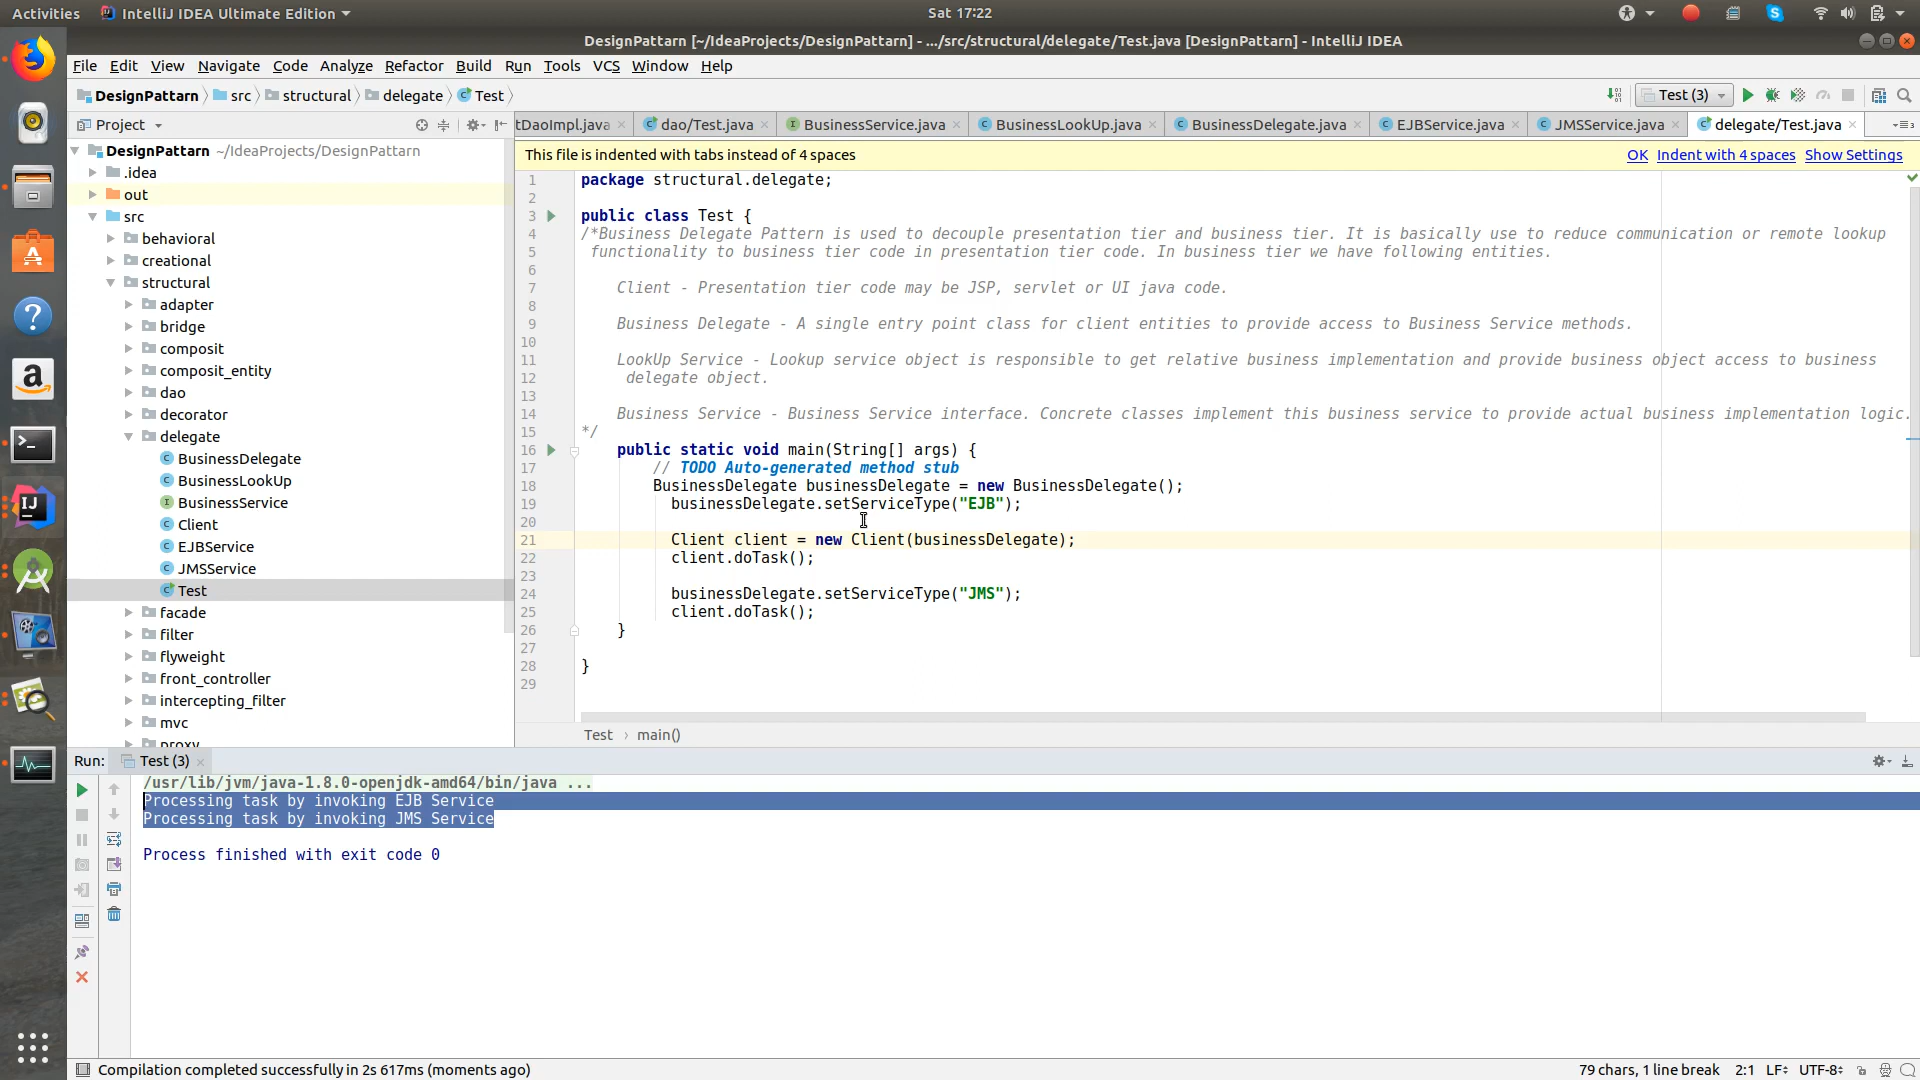 Activities IntelliJ IDEA Ultimate Edition Sat 17:22
DesignPattarn [~/IdeaProjects/DesignPattarn] - .../src/structural/delegate/Test.java [DesignPattarn] - IntelliJ IDEA
File Edit View Navigate Code Analyze Refactor Build Run Tools VCS Window Help
DesignPattarn src structural delegate Test Test (3)
Project tDaoImpl.java dao/Test.java BusinessService.java BusinessLookUp.java BusinessDelegate.java EJBService.java JMSService.java delegate/Test.java
This file is indented with tabs instead of 4 spaces OK Indent with 4 spaces Show Settings
DesignPattarn ~/IdeaProjects/DesignPattarn
.idea
out
src
behavioral
creational
structural
adapter
bridge
composit
composit_entity
dao
decorator
delegate
BusinessDelegate
BusinessLookUp
BusinessService
Client
EJBService
JMSService
Test
facade
filter
flyweight
front_controller
intercepting_filter
mvc
proxy
1 package structural.delegate;
2
3 public class Test {
4 /*Business Delegate Pattern is used to decouple presentation tier and business tier. It is basically use to reduce communication or remote lookup
5 functionality to business tier code in presentation tier code. In business tier we have following entities.
6
7 Client - Presentation tier code may be JSP, servlet or UI java code.
8
9 Business Delegate - A single entry point class for client entities to provide access to Business Service methods.
10
11 LookUp Service - Lookup service object is responsible to get relative business implementation and provide business object access to business
12 delegate object.
13
14 Business Service - Business Service interface. Concrete classes implement this business service to provide actual business implementation logic.
15 */
16 public static void main(String[] args) {
17 // TODO Auto-generated method stub
18 BusinessDelegate businessDelegate = new BusinessDelegate();
19 businessDelegate.setServiceType("EJB");
20
21 Client client = new Client(businessDelegate);
22 client.doTask();
23
24 businessDelegate.setServiceType("JMS");
25 client.doTask();
26 }
27
28 }
29
Test main()
Run: Test (3)
/usr/lib/jvm/java-1.8.0-openjdk-amd64/bin/java ...
Processing task by invoking EJB Service
Processing task by invoking JMS Service
Process finished with exit code 0
Compilation completed successfully in 2s 617ms (moments ago) 79 chars, 1 line break 2:1 LF UTF-8